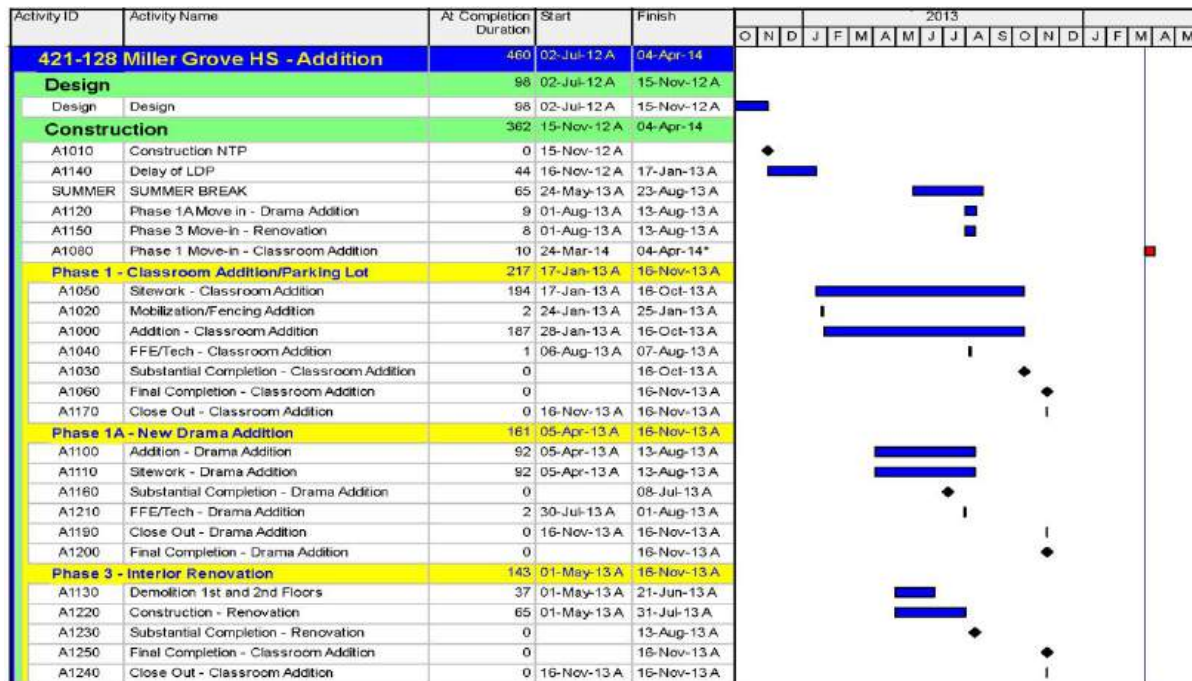 Activity ID Activity Name At Completion Start Finish 2013
Duration O N D J F M A M J J A S O N D J F M A M
421-128 Miller Grove HS - Addition 460 02-Jul-12 A 04-Apr-14
Design 98 02-Jul-12 A 15-Nov-12 A
Design Design 98 02-Jul-12 A 15-Nov-12 A
Construction 362 15-Nov-12 A 04-Apr-14
A1010 Construction NTP 0 15-Nov-12 A
A1140 Delay of LDP 44 16-Nov-12 A 17-Jan-13 A
SUMMER SUMMER BREAK 65 24-May-13 A 23-Aug-13 A
A1120 Phase 1A Move in - Drama Addition 9 01-Aug-13 A 13-Aug-13 A
A1150 Phase 3 Move-in - Renovation 8 01-Aug-13 A 13-Aug-13 A
A1080 Phase 1 Move-in - Classroom Addition 10 24-Mar-14 04-Apr-14*
Phase 1 - Classroom Addition/Parking Lot 217 17-Jan-13 A 16-Nov-13 A
A1050 Sitework - Classroom Addition 194 17-Jan-13 A 16-Oct-13 A
A1020 Mobilization/Fencing Addition 2 24-Jan-13 A 25-Jan-13 A
A1000 Addition - Classroom Addition 187 28-Jan-13 A 16-Oct-13 A
A1040 FFE/Tech - Classroom Addition 1 06-Aug-13 A 07-Aug-13 A
A1030 Substantial Completion - Classroom Addition 0 16-Oct-13 A
A1060 Final Completion - Classroom Addition 0 16-Nov-13 A
A1170 Close Out - Classroom Addition 0 16-Nov-13 A 16-Nov-13 A
Phase 1A - New Drama Addition 161 05-Apr-13 A 16-Nov-13 A
A1100 Addition - Drama Addition 92 05-Apr-13 A 13-Aug-13 A
A1110 Sitework - Drama Addition 92 05-Apr-13 A 13-Aug-13 A
A1160 Substantial Completion - Drama Addition 0 08-Jul-13 A
A1210 FFE/Tech - Drama Addition 2 30-Jul-13 A 01-Aug-13 A
A1190 Close Out - Drama Addition 0 16-Nov-13 A 16-Nov-13 A
A1200 Final Completion - Drama Addition 0 16-Nov-13 A
Phase 3 - Interior Renovation 143 01-May-13 A 16-Nov-13 A
A1130 Demolition 1st and 2nd Floors 37 01-May-13 A 21-Jun-13 A
A1220 Construction - Renovation 65 01-May-13 A 31-Jul-13 A
A1230 Substantial Completion - Renovation 0 13-Aug-13 A
A1250 Final Completion - Classroom Addition 0 16-Nov-13 A
A1240 Close Out - Classroom Addition 0 16-Nov-13 A 16-Nov-13 A